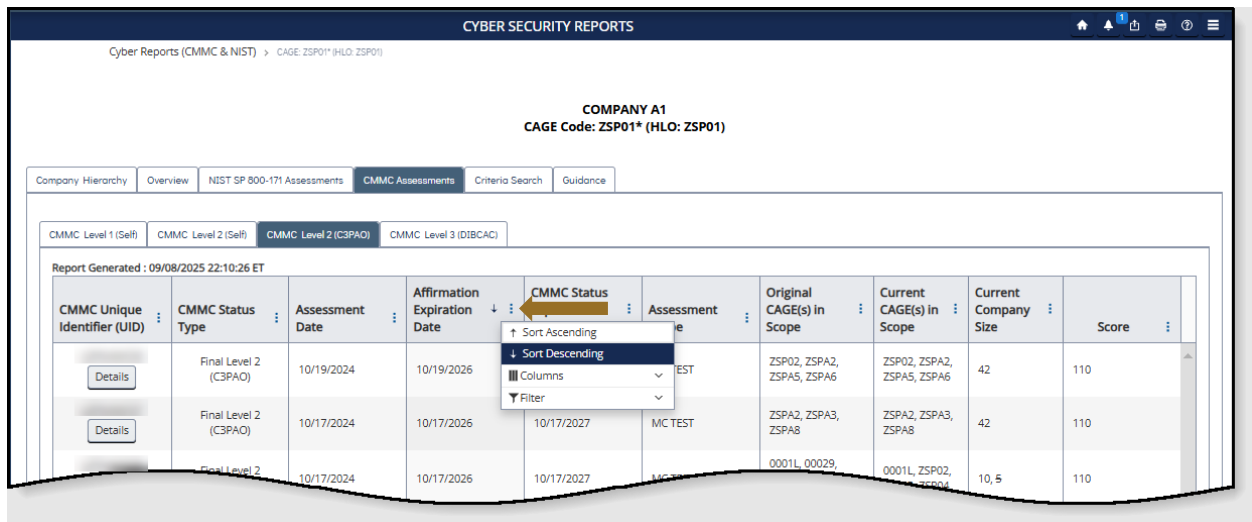 CYBER SECURITY REPORTS
1
Cyber Reports (CMMC & NIST) > CAGE: ZSP01* (HLO: ZSP01)
COMPANY A1
CAGE Code: ZSP01* (HLO: ZSP01)
Company Hierarchy Overview NIST SP 800-171 Assessments CMMC Assessments Criteria Search Guidance
CMMC Level 1 (Self) CMMC Level 2 (Self) CMMC Level 2 (C3PAO) CMMC Level 3 (DIBCAC)
Report Generated : 09/08/2025 22:10:26 ET
CMMC Unique
Identifier (UID)
CMMC Status
Type
Assessment
Date
Affirmation
Expiration
Date
CMMC Status
Assessment
Original
CAGE(s) in
Scope
Current
CAGE(s) in
Scope
Current
Company
Size
Score
↑ Sort Ascending
↓ Sort Descending
Columns
Filter
Details
Final Level 2
(C3PAO)
10/19/2024
10/19/2026
TEST
ZSP02, ZSPA2,
ZSPA5, ZSPA6
ZSP02, ZSPA2,
ZSPA5, ZSPA6
42
110
Details
Final Level 2
(C3PAO)
10/17/2024
10/17/2026
10/17/2027
MC TEST
ZSPA2, ZSPA3,
ZSPA8
ZSPA2, ZSPA3,
ZSPA8
42
110
Final Level 2
10/17/2024
10/17/2026
10/17/2027
0001L, 00029,
0001L, ZSP02,
10, 5
110